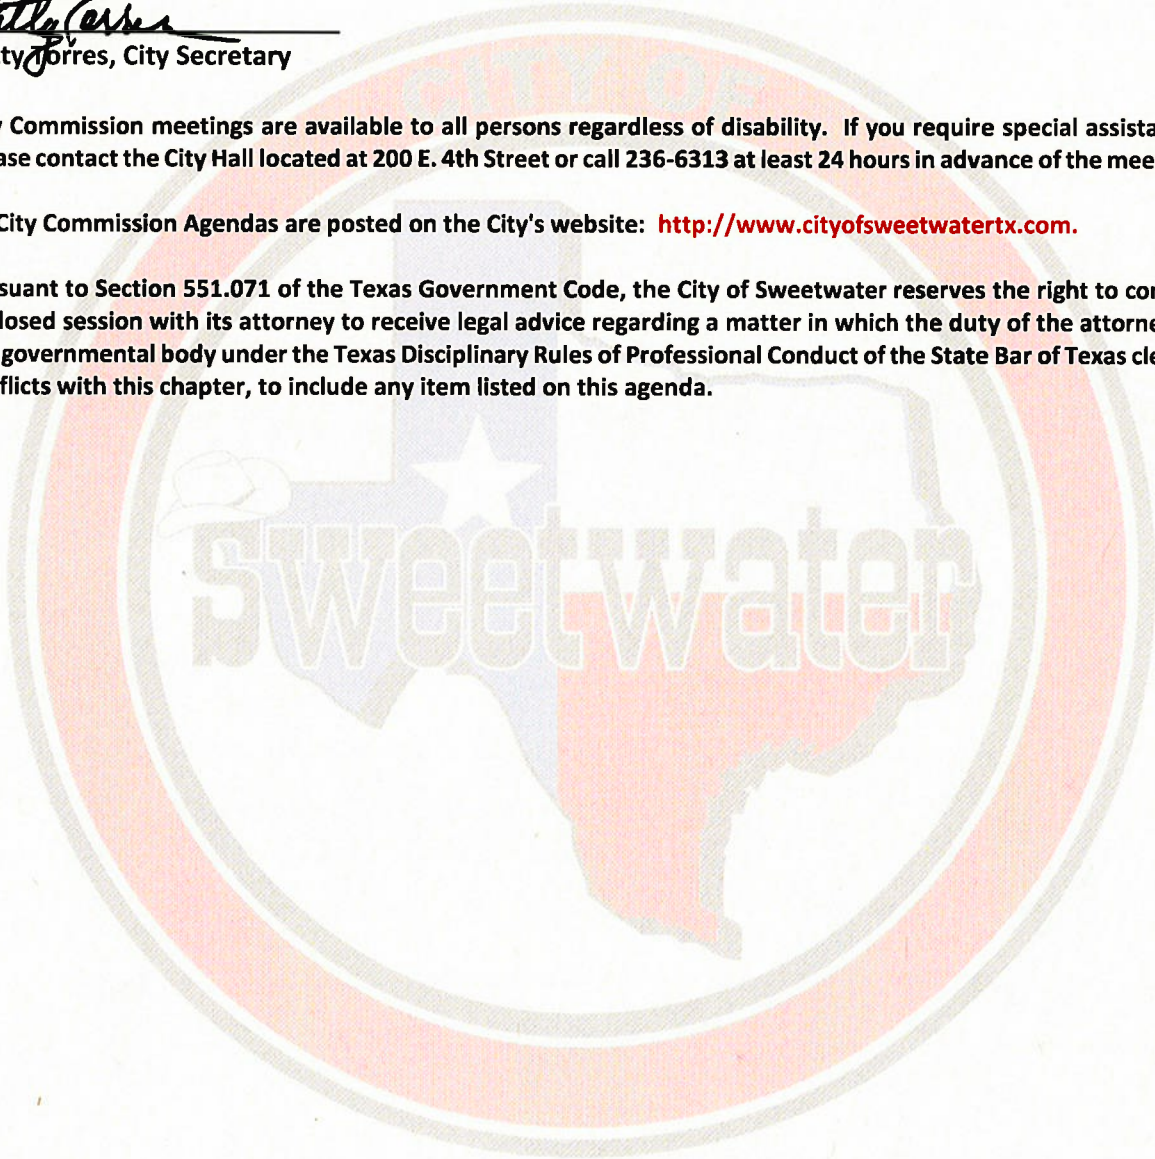 ty Torres, City Secretary
y Commission meetings are available to all persons regardless of disability. If you require special assista
ase contact the City Hall located at 200 E. 4th Street or call 236-6313 at least 24 hours in advance of the mee
City Commission Agendas are posted on the City's website: http://www.cityofsweetwatertx.com.
suant to Section 551.071 of the Texas Government Code, the City of Sweetwater reserves the right to con
losed session with its attorney to receive legal advice regarding a matter in which the duty of the attorne
governmental body under the Texas Disciplinary Rules of Professional Conduct of the State Bar of Texas cle
flicts with this chapter, to include any item listed on this agenda.
CITY OF
sweetwater